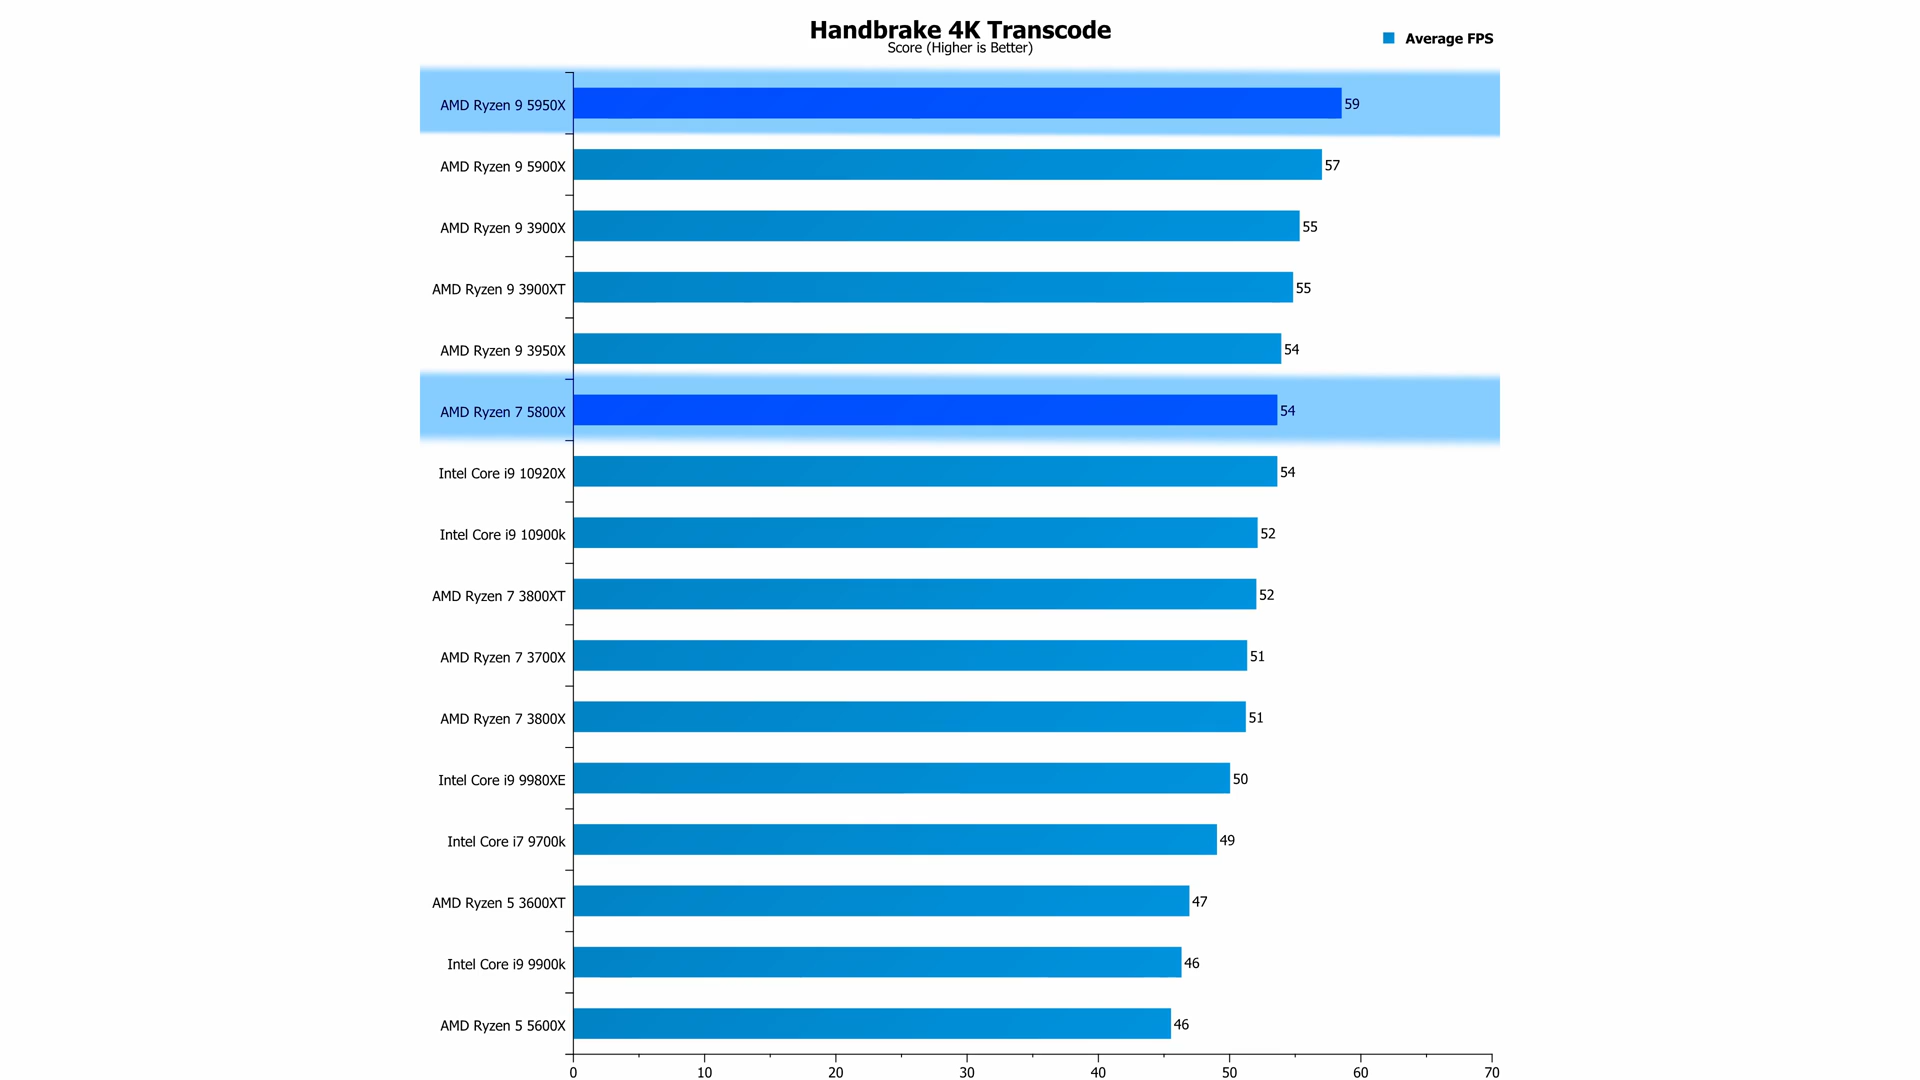 Handbrake 4K Transcode
Score (Higher is Better)
Average FPS
AMD Ryzen 9 5950X 59
AMD Ryzen 9 5900X 57
AMD Ryzen 9 3900X 55
AMD Ryzen 9 3900XT 55
AMD Ryzen 9 3950X 54
AMD Ryzen 7 5800X 54
Intel Core i9 10920X 54
Intel Core i9 10900k 52
AMD Ryzen 7 3800XT 52
AMD Ryzen 7 3700X 51
AMD Ryzen 7 3800X 51
Intel Core i9 9980XE 50
Intel Core i7 9700k 49
AMD Ryzen 5 3600XT 47
Intel Core i9 9900k 46
AMD Ryzen 5 5600X 46
0 10 20 30 40 50 60 70